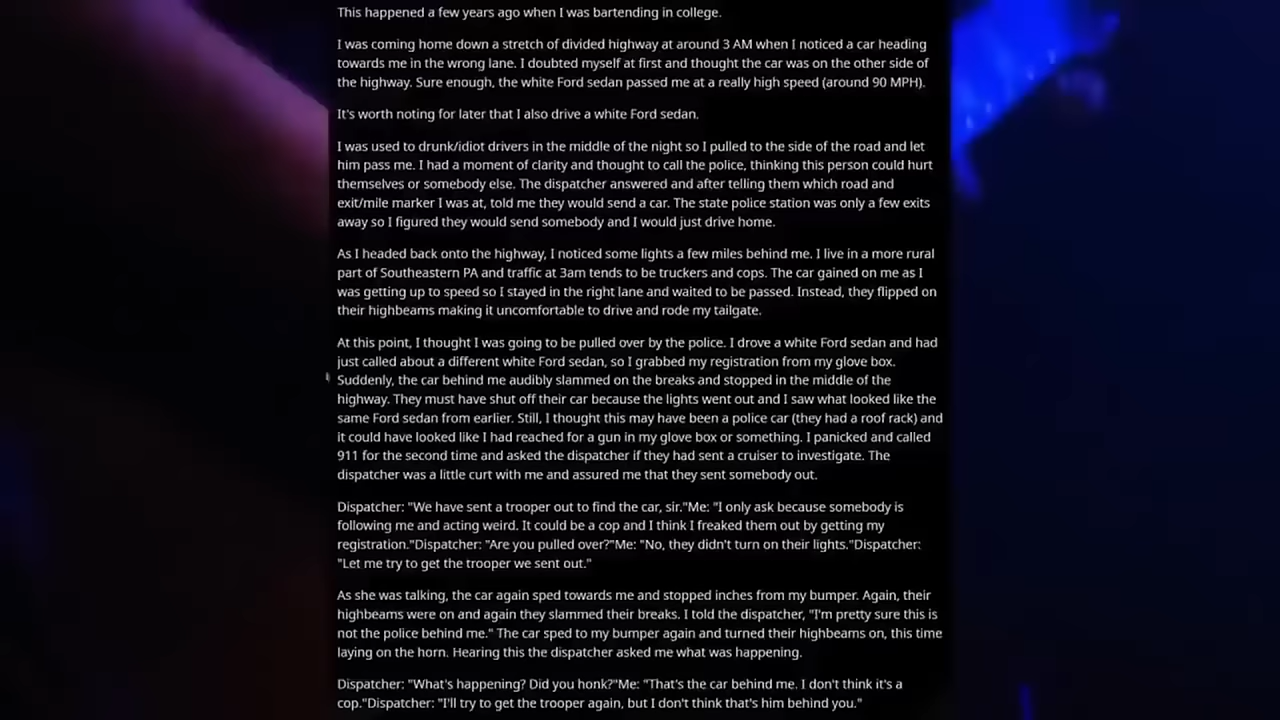 This happened a few years ago when I was bartending in college.
I was coming home down a stretch of divided highway at around 3 AM when I noticed a car heading
towards me in the wrong lane. I doubted myself at first and thought the car was on the other side of
the highway. Sure enough, the white Ford sedan passed me at a really high speed (around 90 MPH).
It's worth noting for later that I also drive a white Ford sedan.
I was used to drunk/idiot drivers in the middle of the night so I pulled to the side of the road and let
him pass me. I had a moment of clarity and thought to call the police, thinking this person could hurt
themselves or somebody else. The dispatcher answered and after telling them which road and
exit/mile marker I was at, told me they would send a car. The state police station was only a few exits
away so I figured they would send somebody and I would just drive home.
As I headed back onto the highway, I noticed some lights a few miles behind me. I live in a more rural
part of Southeastern PA and traffic at 3am tends to be truckers and cops. The car gained on me as I
was getting up to speed so I stayed in the right lane and waited to be passed. Instead, they flipped on
their highbeams making it uncomfortable to drive and rode my tailgate.
At this point, I thought I was going to be pulled over by the police. I drove a white Ford sedan and had
just called about a different white Ford sedan, so I grabbed my registration from my glove box.
Suddenly, the car behind me audibly slammed on the breaks and stopped in the middle of the
highway. They must have shut off their car because the lights went out and I saw what looked like the
same Ford sedan from earlier. Still, I thought this may have been a police car (they had a roof rack) and
it could have looked like I had reached for a gun in my glove box or something. I panicked and called
911 for the second time and asked the dispatcher if they had sent a cruiser to investigate. The
dispatcher was a little curt with me and assured me that they sent somebody out.
Dispatcher: "We have sent a trooper out to find the car, sir."Me: "I only ask because somebody is
following me and acting weird. It could be a cop and I think I freaked them out by getting my
registration."Dispatcher: "Are you pulled over?"Me: "No, they didn't turn on their lights."Dispatcher:
"Let me try to get the trooper we sent out."
As she was talking, the car again sped towards me and stopped inches from my bumper. Again, their
highbeams were on and again they slammed their breaks. I told the dispatcher, "I'm pretty sure this is
not the police behind me." The car sped to my bumper again and turned their highbeams on, this time
laying on the horn. Hearing this the dispatcher asked me what was happening.
Dispatcher: "What's happening? Did you honk?"Me: "That's the car behind me. I don't think it's a
cop."Dispatcher: "I'll try to get the trooper again, but I don't think that's him behind you."